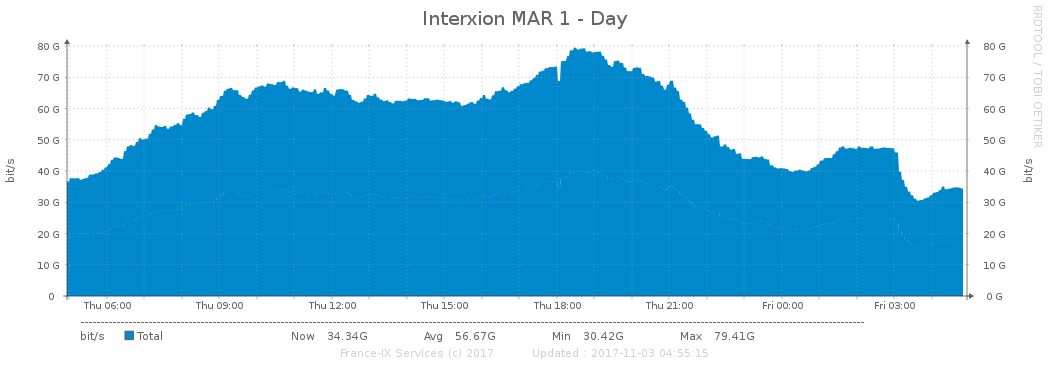 Interxion MAR 1 - Day
RRDTOOL / TOBI OETIKER
80 G 80 G
70 G 70 G
60 G 60 G
50 G 50 G
40 G 40 G
30 G 30 G
20 G 20 G
10 G 10 G
0 0 G
bit/s bit/s
Thu 06:00 Thu 09:00 Thu 12:00 Thu 15:00 Thu 18:00 Thu 21:00 Fri 00:00 Fri 03:00
bit/s Total Now 34.34G Avg 56.67G Min 30.42G Max 79.41G
France-IX Services (c) 2017 Updated : 2017-11-03 04:55:15